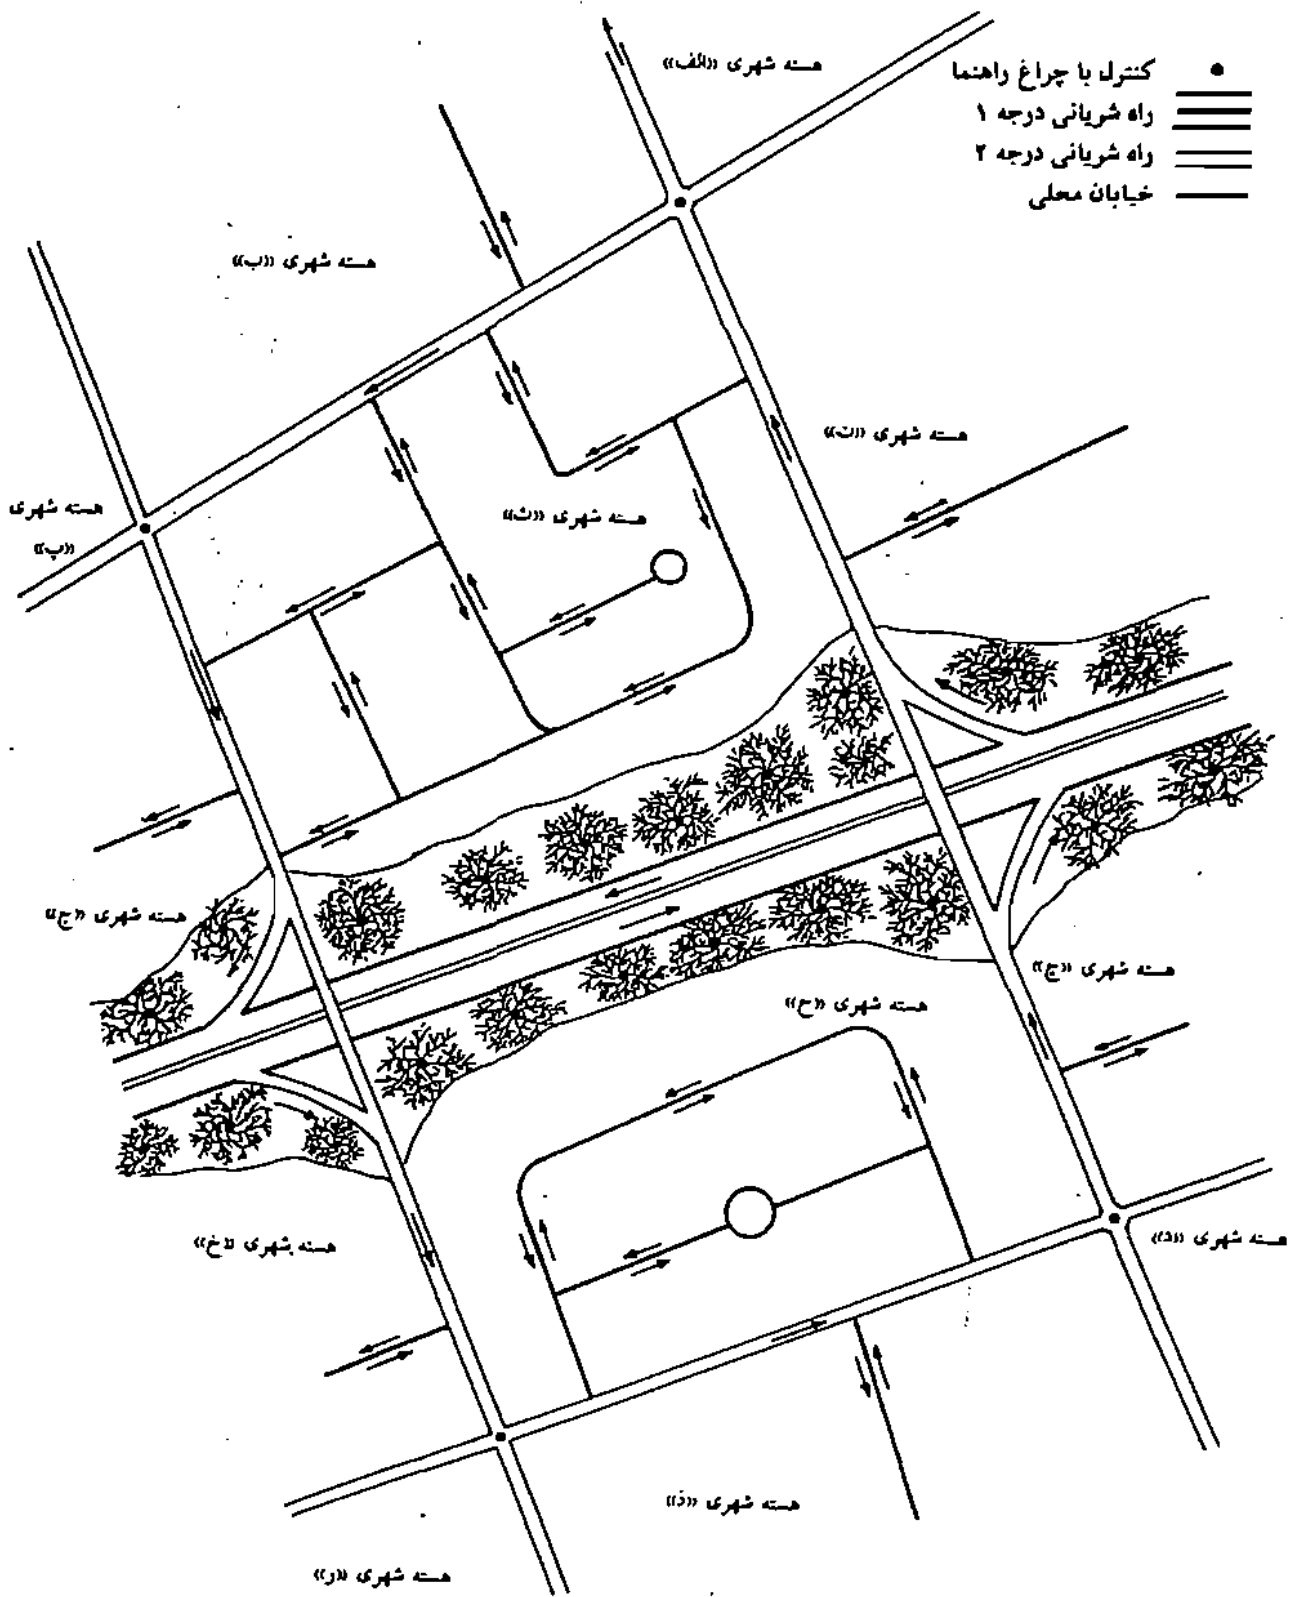 کنترل با چراغ راهنما
راه شریانی درجه ۱
راه شریانی درجه ۲
خیابان محلی
هسته شهری «الف»
هسته شهری «ب»
هسته شهری «ت»
هسته شهری
«پ»
هسته شهری «ث»
هسته شهری «ج»
هسته شهری «چ»
هسته شهری «ح»
هسته شهری «خ»
هسته شهری «د»
هسته شهری «ذ»
هسته شهری «ر»